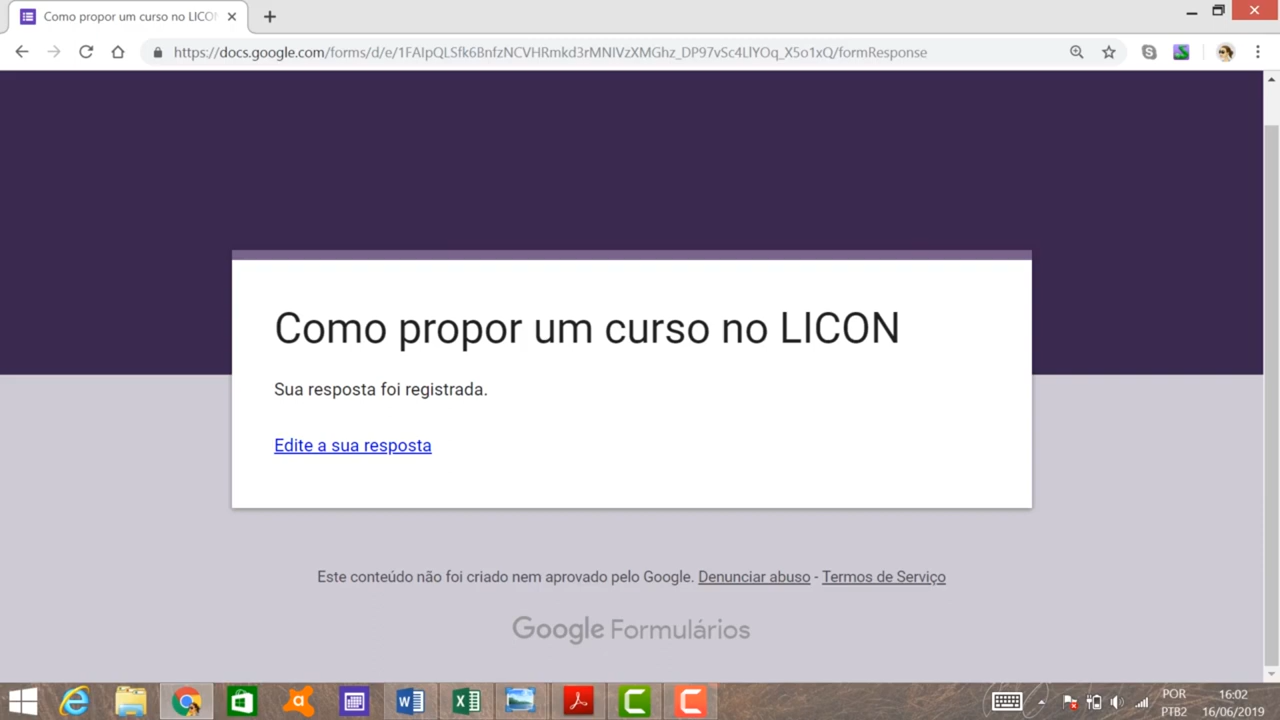 Como propor um curso no LICON
https://docs.google.com/forms/d/e/1FAIpQLSfk6BnfzNCVHRmkd3rMNIVzXMGhz_DP97vSc4LlYOq_X5o1xQ/formResponse
Como propor um curso no LICON
Sua resposta foi registrada.
Edite a sua resposta
Este conteúdo não foi criado nem aprovado pelo Google. Denunciar abuso - Termos de Serviço
Google Formulários
POR 16:02
PTB2 16/06/2019